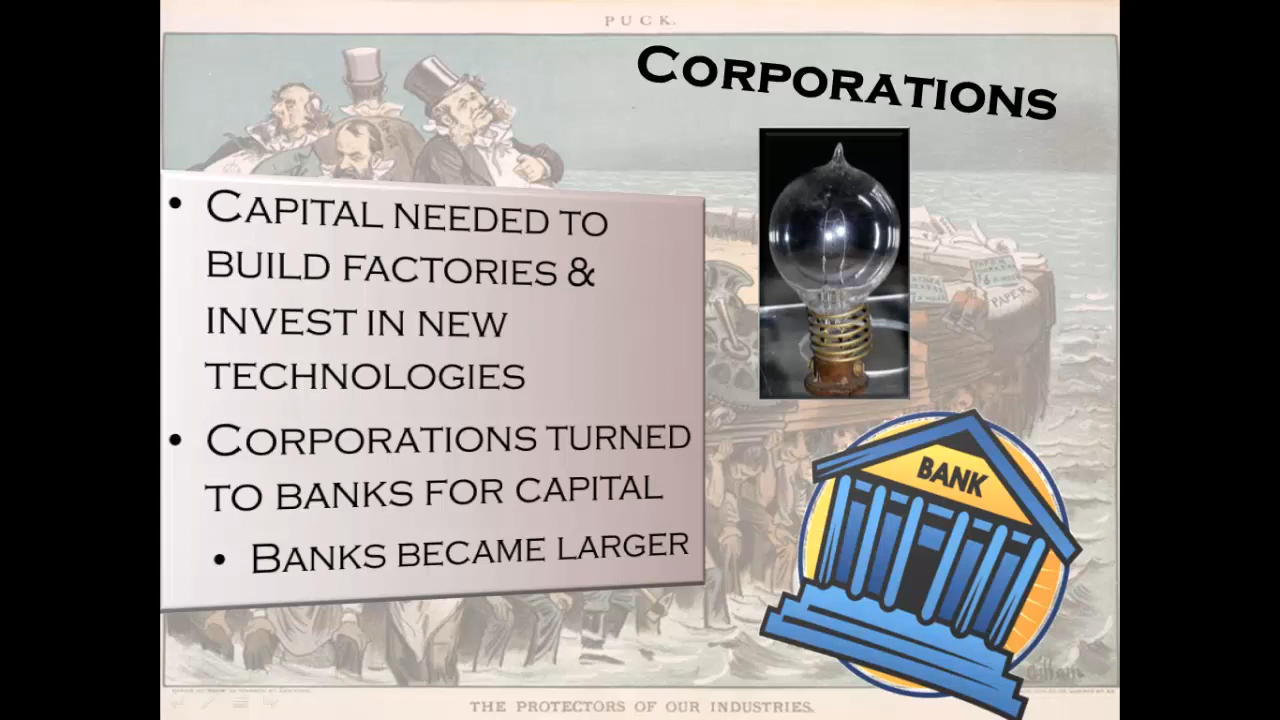 PUCK.
CORPORATIONS
• CAPITAL NEEDED TO
BUILD FACTORIES &
INVEST IN NEW
TECHNOLOGIES
• CORPORATIONS TURNED
TO BANKS FOR CAPITAL
• BANKS BECAME LARGER
PAPER
BANK
THE PROTECTORS OF OUR INDUSTRIES.